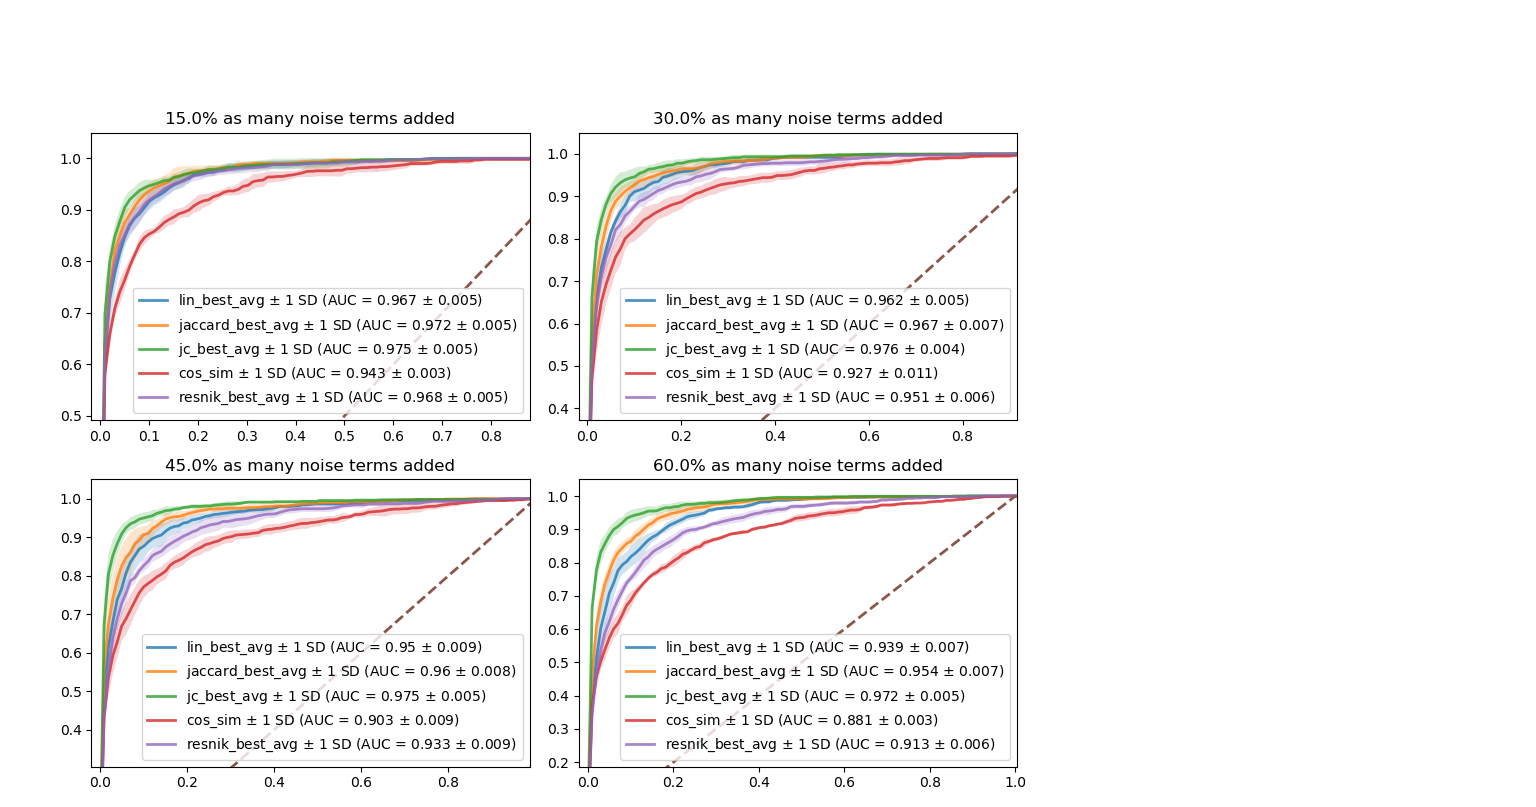 15.0% as many noise terms added
1.0
0.9
0.8
0.7
0.6
0.5
lin_best_avg ± 1 SD (AUC = 0.967 ± 0.005)
jaccard_best_avg ± 1 SD (AUC = 0.972 ± 0.005)
jc_best_avg ± 1 SD (AUC = 0.975 ± 0.005)
cos_sim ± 1 SD (AUC = 0.943 ± 0.003)
resnik_best_avg ± 1 SD (AUC = 0.968 ± 0.005)
0.0 0.1 0.2 0.3 0.4 0.5 0.6 0.7 0.8
30.0% as many noise terms added
1.0
0.9
0.8
0.7
0.6
0.5
0.4
lin_best_avg ± 1 SD (AUC = 0.962 ± 0.005)
jaccard_best_avg ± 1 SD (AUC = 0.967 ± 0.007)
jc_best_avg ± 1 SD (AUC = 0.976 ± 0.004)
cos_sim ± 1 SD (AUC = 0.927 ± 0.011)
resnik_best_avg ± 1 SD (AUC = 0.951 ± 0.006)
0.0 0.2 0.4 0.6 0.8
45.0% as many noise terms added
1.0
0.9
0.8
0.7
0.6
0.5
0.4
lin_best_avg ± 1 SD (AUC = 0.95 ± 0.009)
jaccard_best_avg ± 1 SD (AUC = 0.96 ± 0.008)
jc_best_avg ± 1 SD (AUC = 0.975 ± 0.005)
cos_sim ± 1 SD (AUC = 0.903 ± 0.009)
resnik_best_avg ± 1 SD (AUC = 0.933 ± 0.009)
0.0 0.2 0.4 0.6 0.8
60.0% as many noise terms added
1.0
0.9
0.8
0.7
0.6
0.5
0.4
0.3
0.2
lin_best_avg ± 1 SD (AUC = 0.939 ± 0.007)
jaccard_best_avg ± 1 SD (AUC = 0.954 ± 0.007)
jc_best_avg ± 1 SD (AUC = 0.972 ± 0.005)
cos_sim ± 1 SD (AUC = 0.881 ± 0.003)
resnik_best_avg ± 1 SD (AUC = 0.913 ± 0.006)
0.0 0.2 0.4 0.6 0.8 1.0